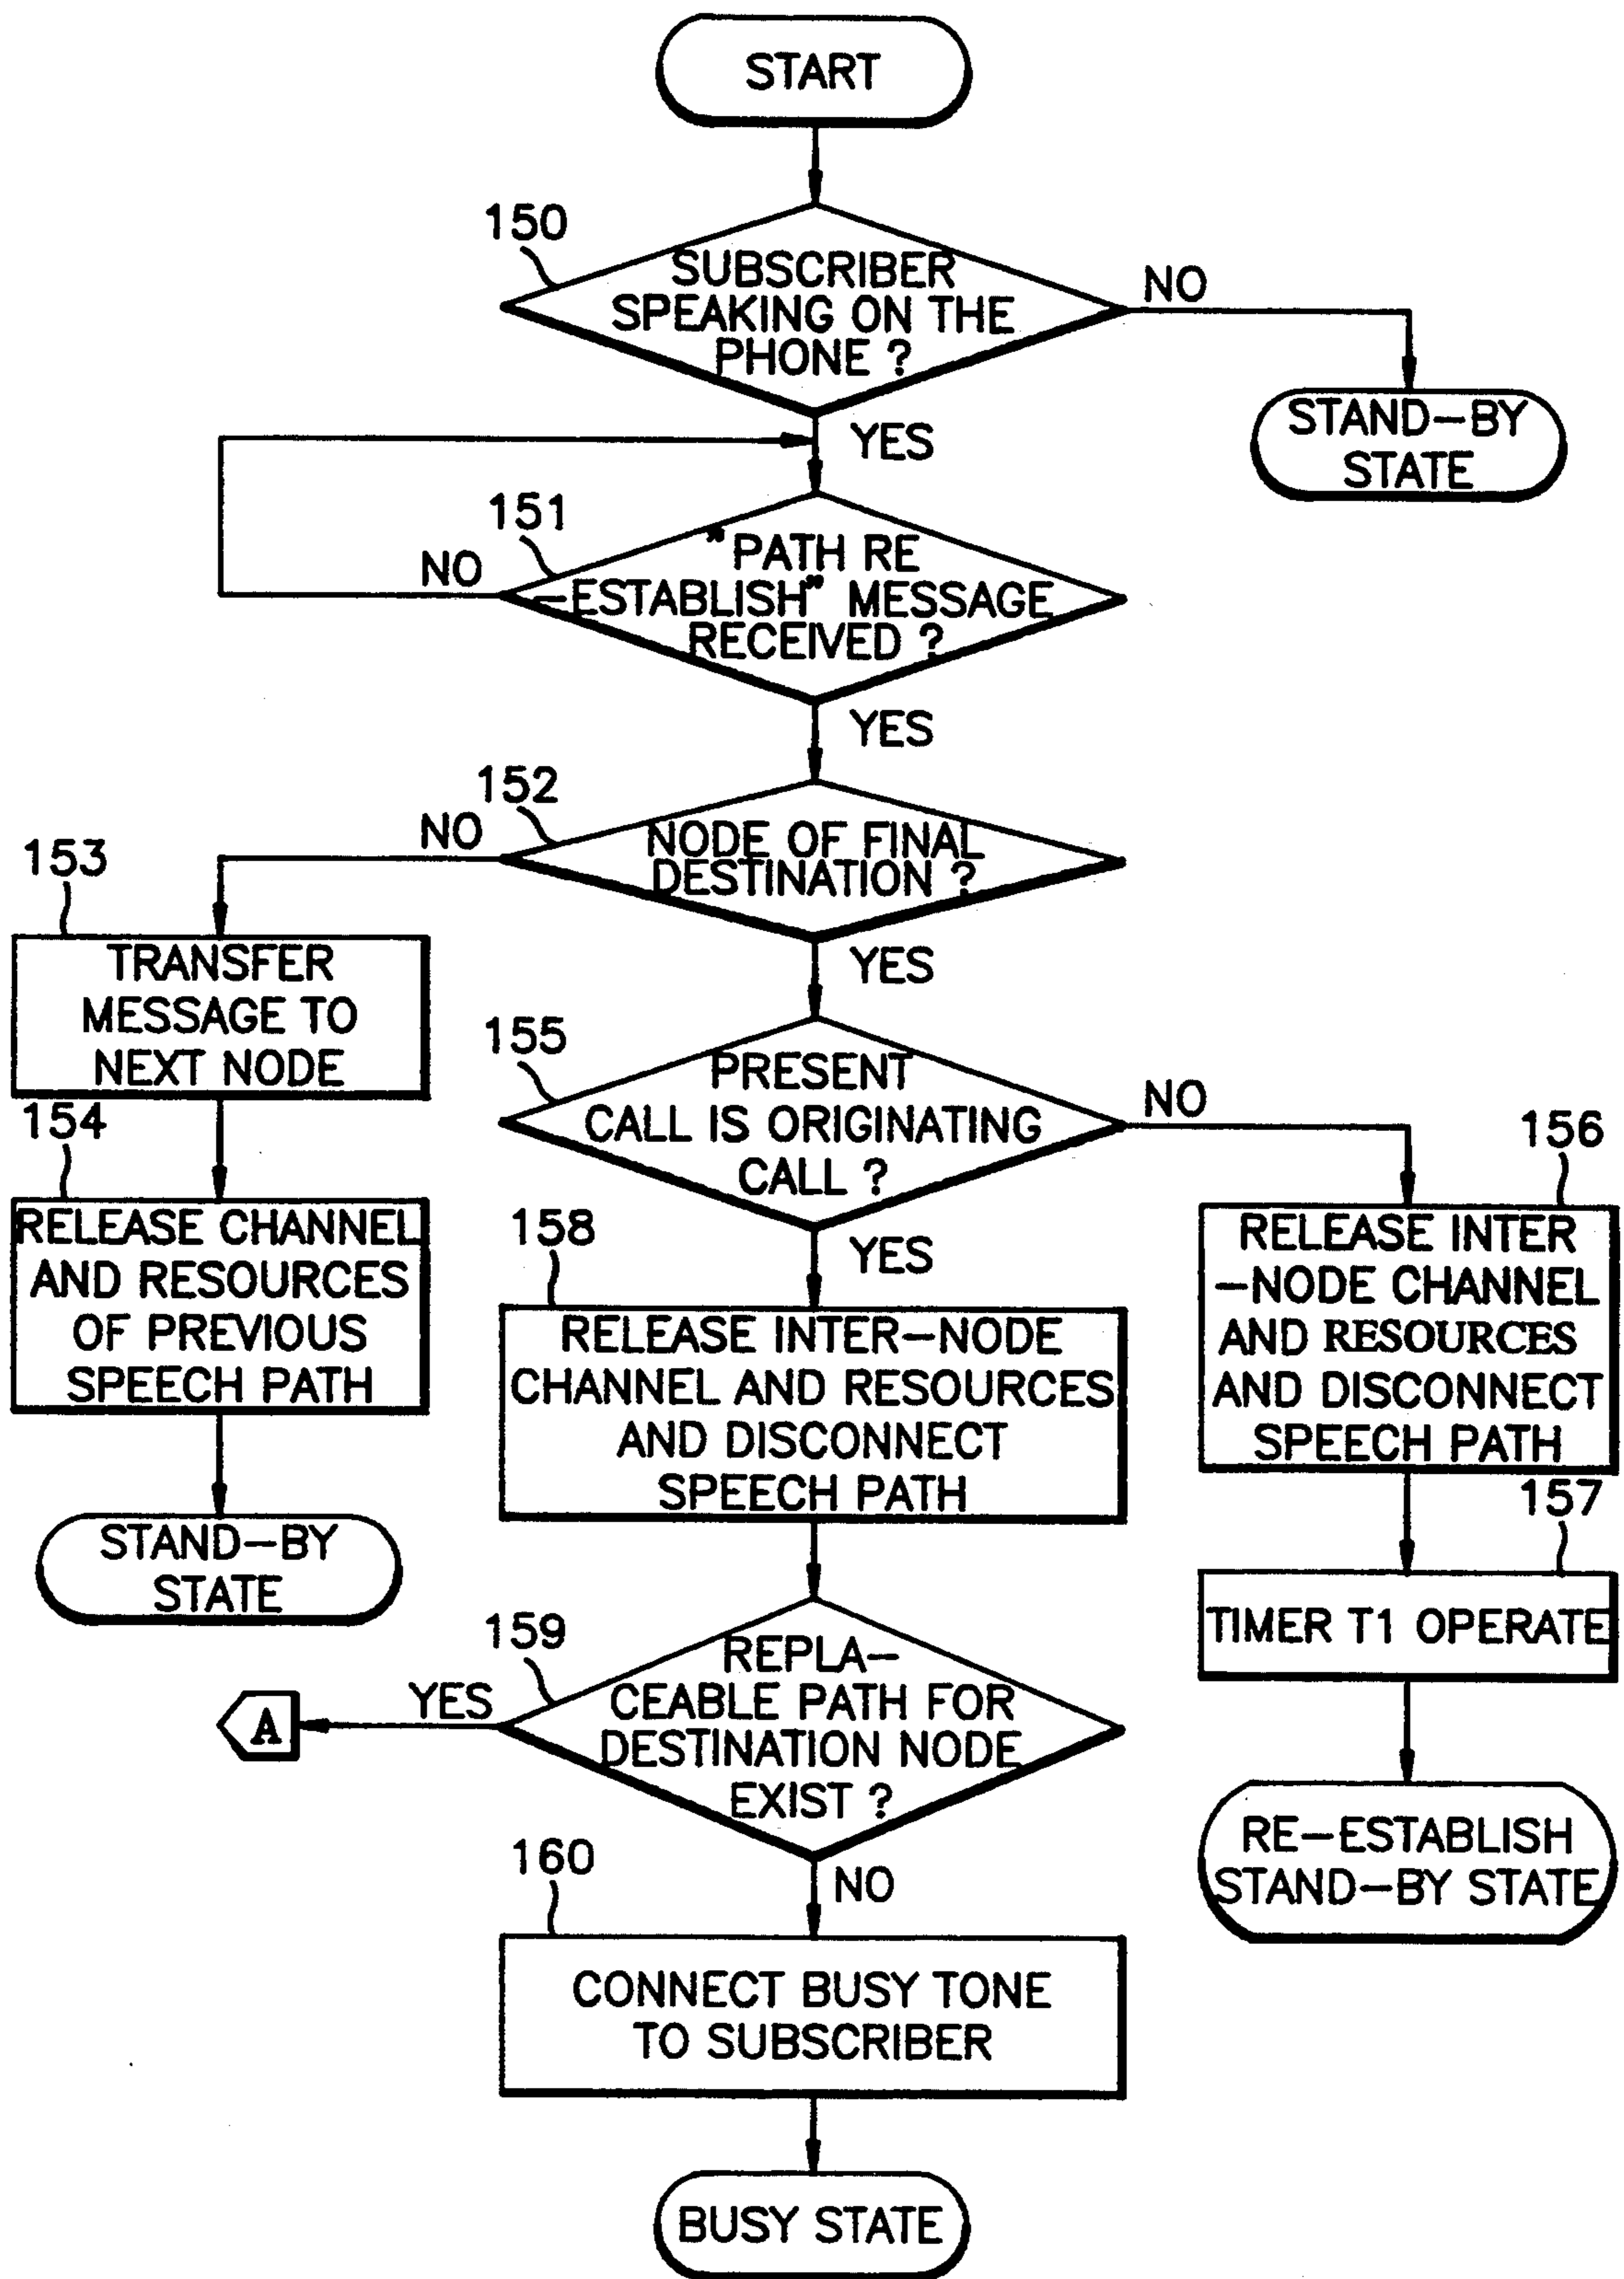 START
150
SUBSCRIBER
SPEAKING ON THE
PHONE ?
NO
YES
STAND-BY
STATE
151
"PATH RE
-ESTABLISH" MESSAGE
RECEIVED ?
NO
YES
152
NODE OF FINAL
DESTINATION ?
NO
YES
153
TRANSFER
MESSAGE TO
NEXT NODE
154
RELEASE CHANNEL
AND RESOURCES
OF PREVIOUS
SPEECH PATH
STAND-BY
STATE
155
PRESENT
CALL IS ORIGINATING
CALL ?
NO
YES
156
RELEASE INTER
-NODE CHANNEL
AND RESOURCES
AND DISCONNECT
SPEECH PATH
157
TIMER T1 OPERATE
RE-ESTABLISH
STAND-BY STATE
158
RELEASE INTER-NODE
CHANNEL AND RESOURCES
AND DISCONNECT
SPEECH PATH
159
REPLA-
CEABLE PATH FOR
DESTINATION NODE
EXIST ?
YES
A
NO
160
CONNECT BUSY TONE
TO SUBSCRIBER
BUSY STATE